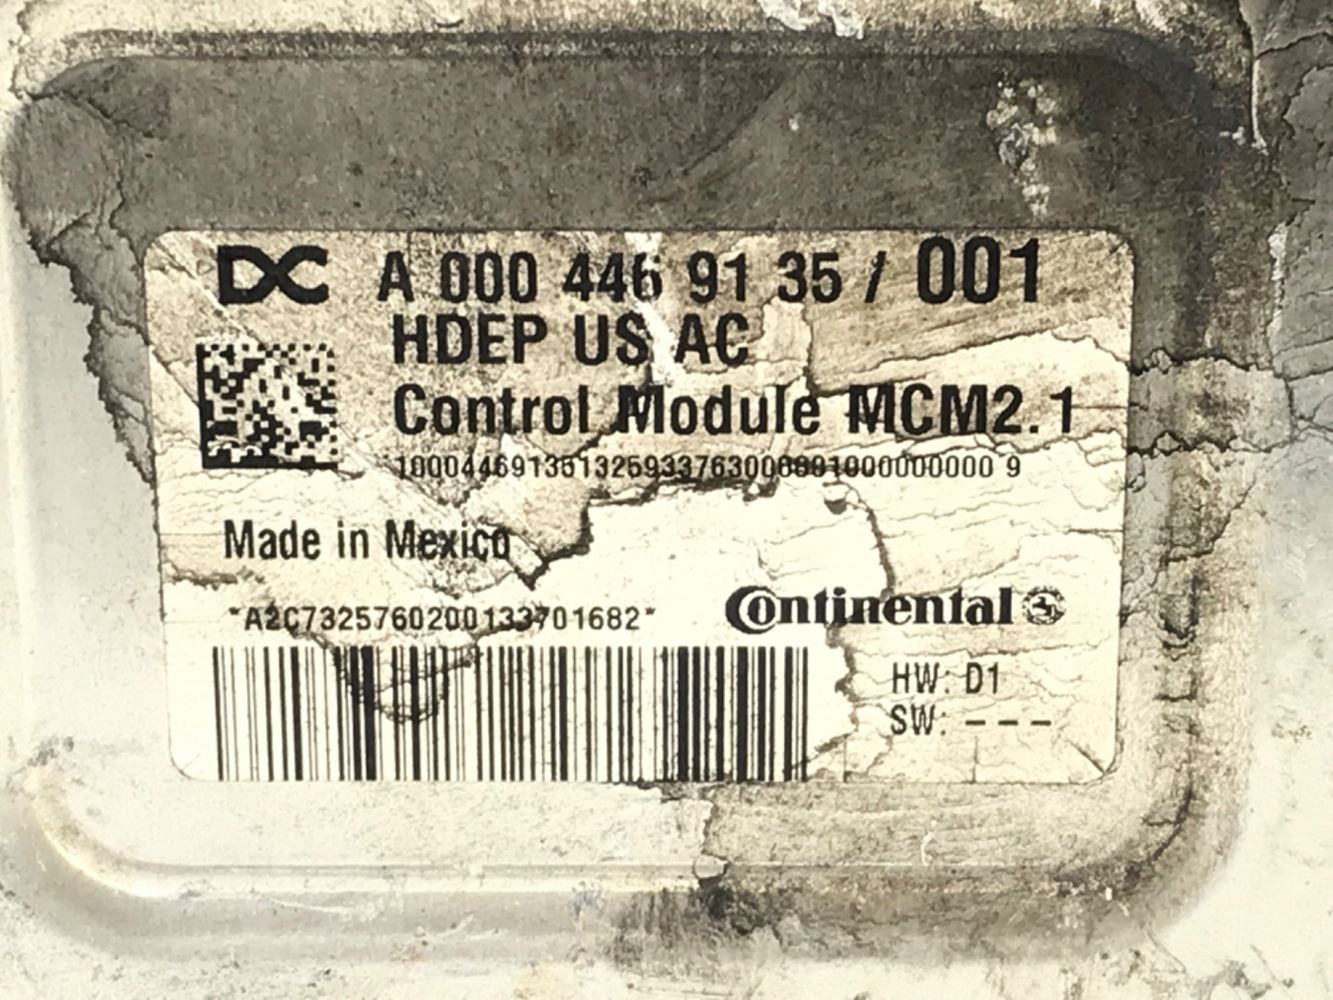 DC A 000 446 91 35 / 001
HDEP US AC
Control Module MCM2.1
Made in Mexico
*A2C7325760200133701682*
Continental
HW: D1
SW: ---